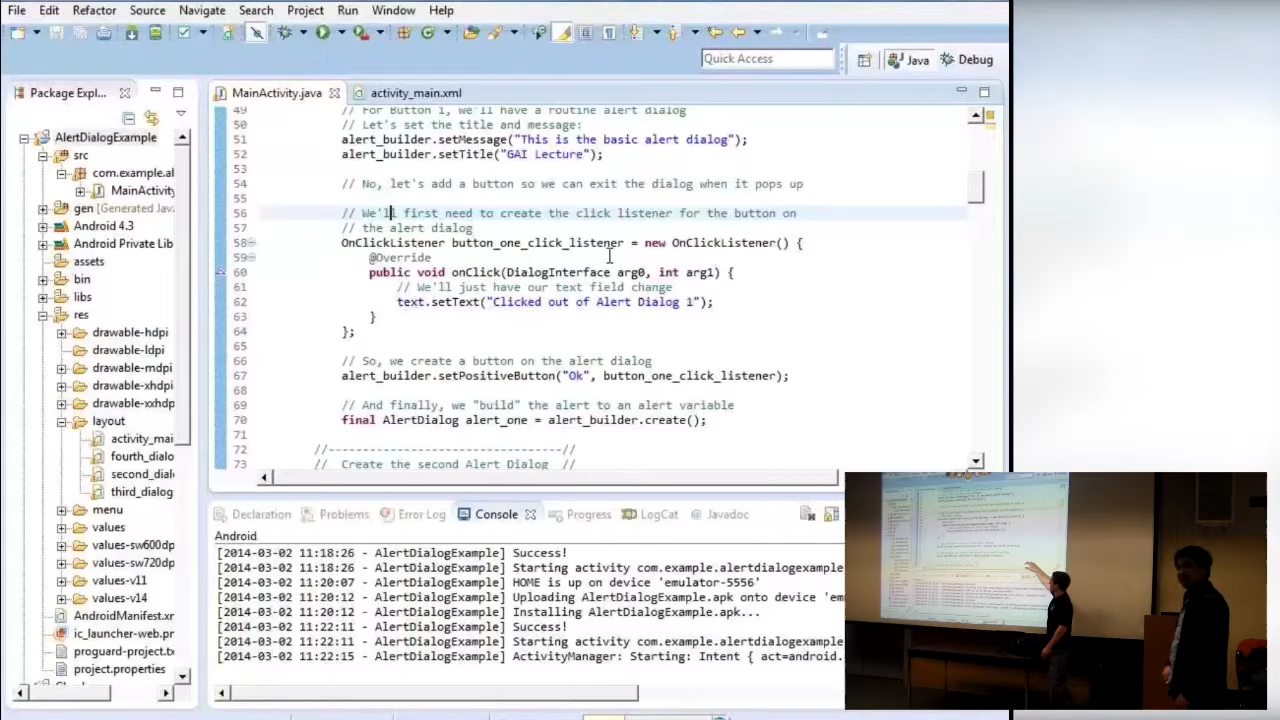 File Edit Refactor Source Navigate Search Project Run Window Help
Quick Access
Java
Debug
Package Expl...
MainActivity.java
activity_main.xml
AlertDialogExample
src
com.example.al
MainActivity
gen [Generated Java
Android 4.3
Android Private Lib
assets
bin
libs
res
drawable-hdpi
drawable-ldpi
drawable-mdpi
drawable-xhdpi
drawable-xxhdpi
layout
activity_mai
fourth_dialo
second_dial
third_dialog
menu
values
values-sw600dp
values-sw720dp
values-v11
values-v14
AndroidManifest.xm
ic_launcher-web.pn
proguard-project.tx
project.properties
49 // For Button 1, we'll have a routine alert dialog
50 // Let's set the title and message:
51 alert_builder.setMessage("This is the basic alert dialog");
52 alert_builder.setTitle("GAI Lecture");
53
54 // No, let's add a button so we can exit the dialog when it pops up
55
56 // We'll first need to create the click listener for the button on
57 // the alert dialog
58 OnClickListener button_one_click_listener = new OnClickListener() {
59 @Override
60 public void onClick(DialogInterface arg0, int arg1) {
61 // We'll just have our text field change
62 text.setText("Clicked out of Alert Dialog 1");
63 }
64 };
65
66 // So, we create a button on the alert dialog
67 alert_builder.setPositiveButton("Ok", button_one_click_listener);
68
69 // And finally, we "build" the alert to an alert variable
70 final AlertDialog alert_one = alert_builder.create();
71
72 //----------------------------------//
73 // Create the second Alert Dialog //
Declarat Problems Error Log Console Progress LogCat Javadoc
Android
[2014-03-02 11:18:28 - AlertDialogExample] Success!
[2014-03-02 11:18:28 - AlertDialogExample] Starting activity com.example.alertdialogexample
[2014-03-02 11:20:07 - AlertDialogExample] HOME is up on device 'emulator-5556'
[2014-03-02 11:20:07 - AlertDialogExample] Uploading AlertDialogExample.apk onto device 'em
[2014-03-02 11:20:13 - AlertDialogExample] Installing AlertDialogExample.apk...
[2014-03-02 11:21:11 - AlertDialogExample] Success!
[2014-03-02 11:21:11 - AlertDialogExample] Starting activity com.example.alertdialogexample
[2014-03-02 11:22:15 - AlertDialogExample] ActivityManager: Starting: Intent { act=android.